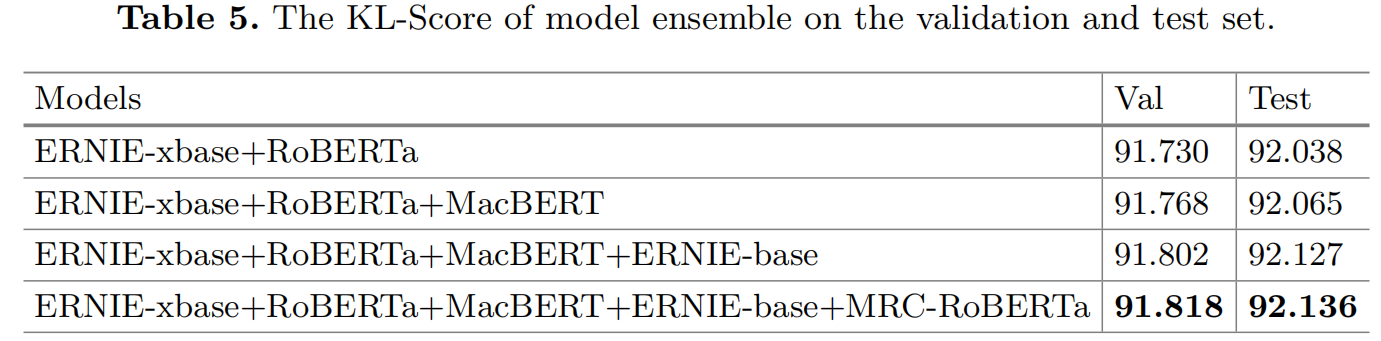 Table 5. The KL-Score of model ensemble on the validation and test set.
Models Val Test
ERNIE-xbase+RoBERTa 91.730 92.038
ERNIE-xbase+RoBERTa+MacBERT 91.768 92.065
ERNIE-xbase+RoBERTa+MacBERT+ERNIE-base 91.802 92.127
ERNIE-xbase+RoBERTa+MacBERT+ERNIE-base+MRC-RoBERTa 91.818 92.136